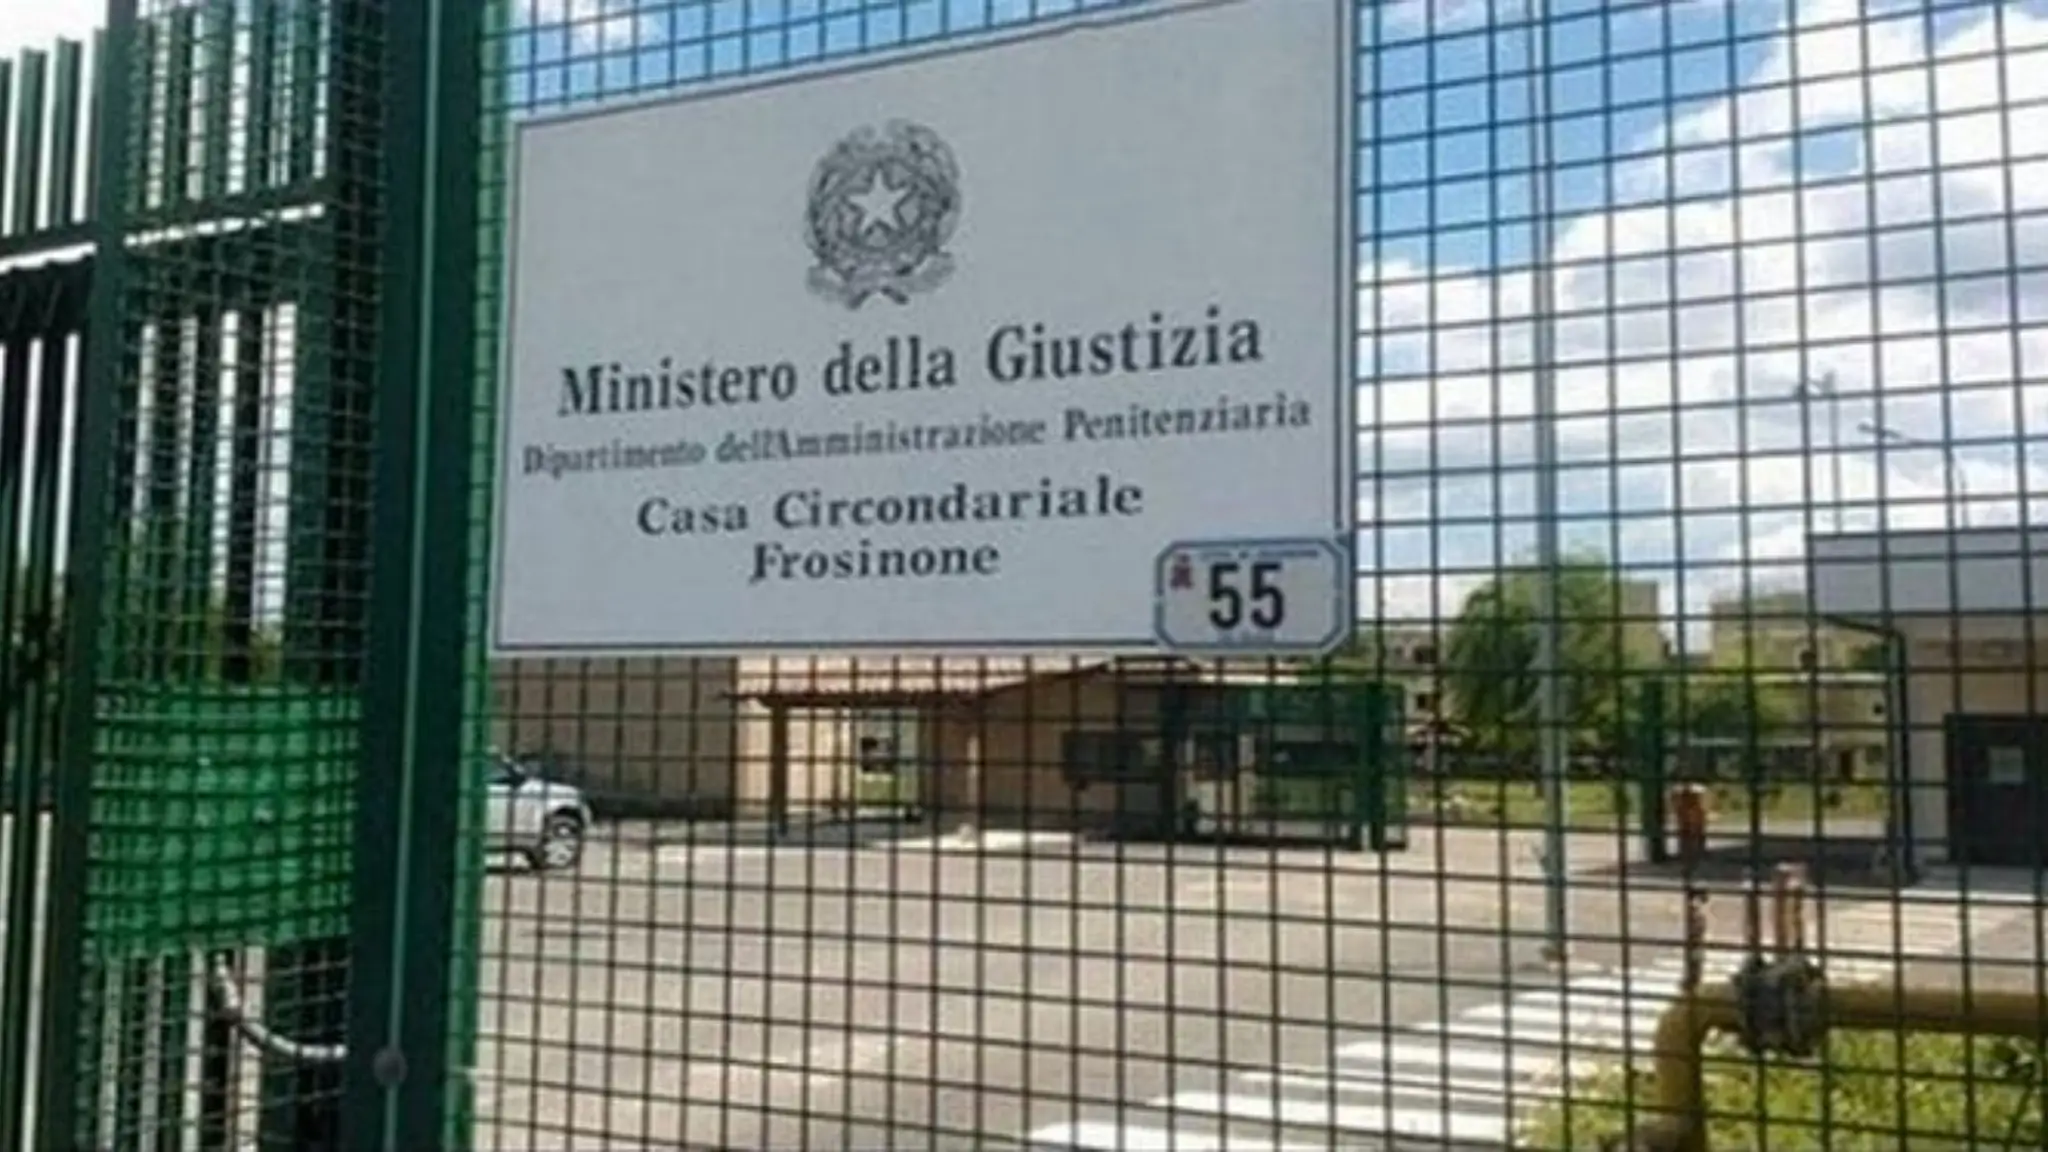 Ministero della Giustizia
Dipartimento dell'Amministrazione Penitenziaria
Casa Circondariale
Frosinone
55